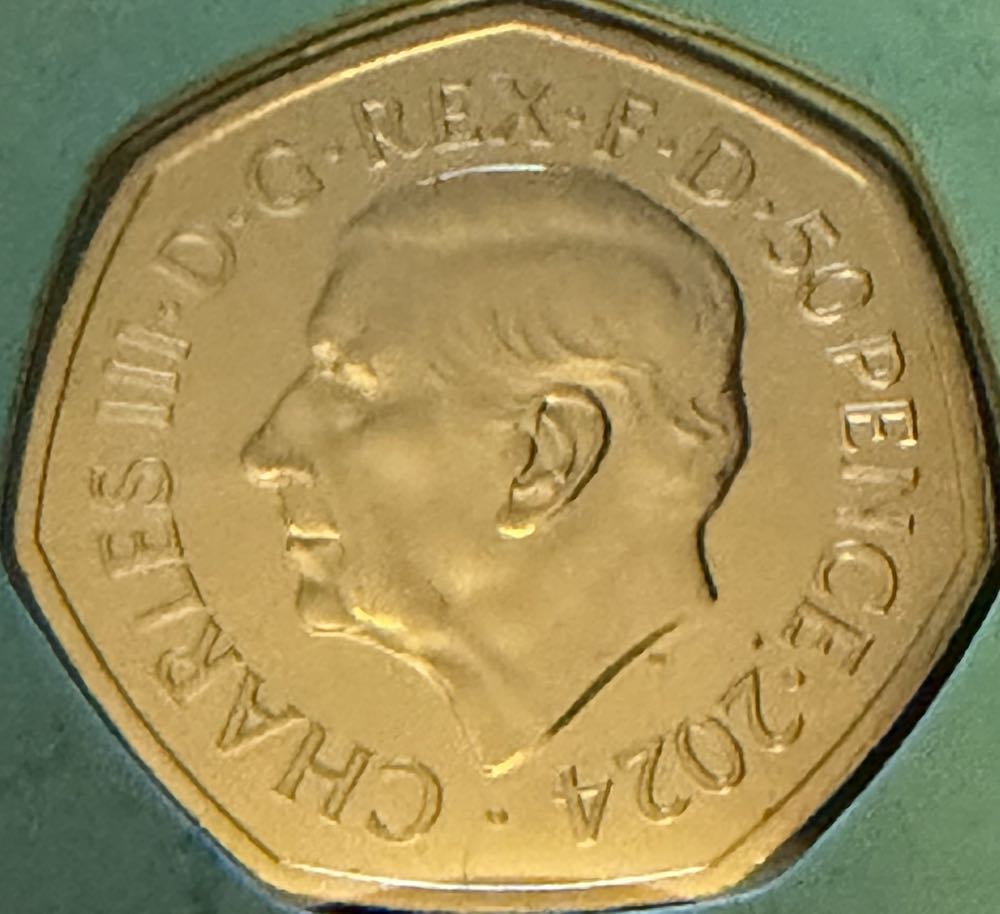 · CHARLES III · D · G · REX · F · D · 50 PENCE · 2024